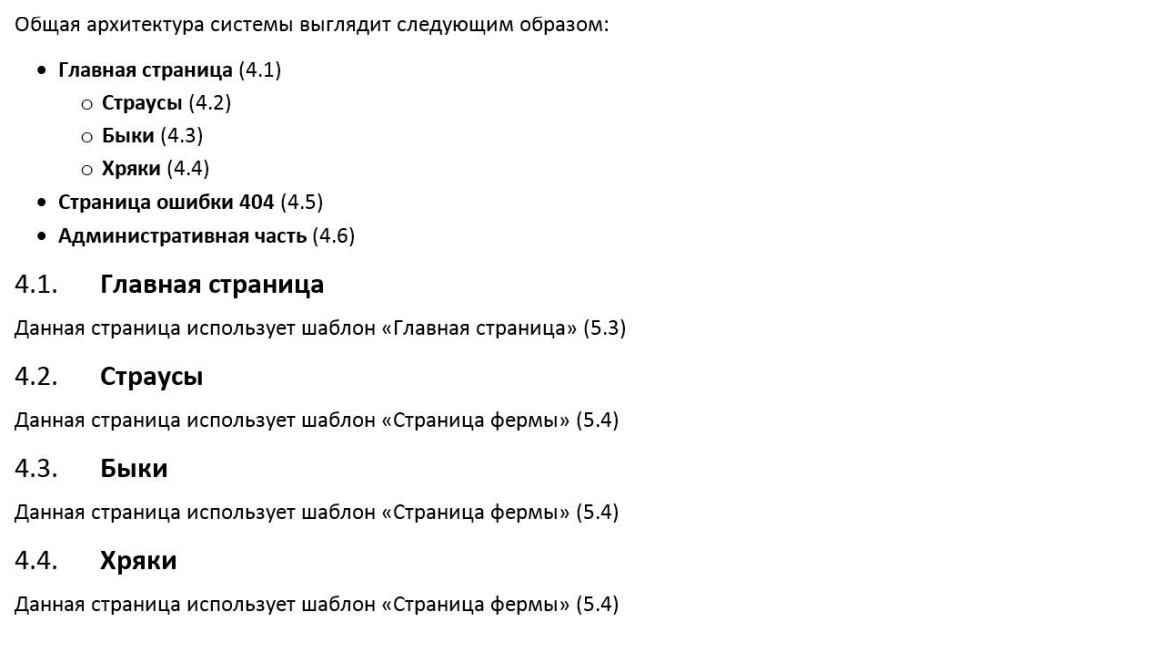 Общая архитектура системы выглядит следующим образом:
• Главная страница (4.1)
o Страусы (4.2)
o Быки (4.3)
o Хряки (4.4)
• Страница ошибки 404 (4.5)
• Административная часть (4.6)
4.1. Главная страница
Данная страница использует шаблон «Главная страница» (5.3)
4.2. Страусы
Данная страница использует шаблон «Страница фермы» (5.4)
4.3. Быки
Данная страница использует шаблон «Страница фермы» (5.4)
4.4. Хряки
Данная страница использует шаблон «Страница фермы» (5.4)